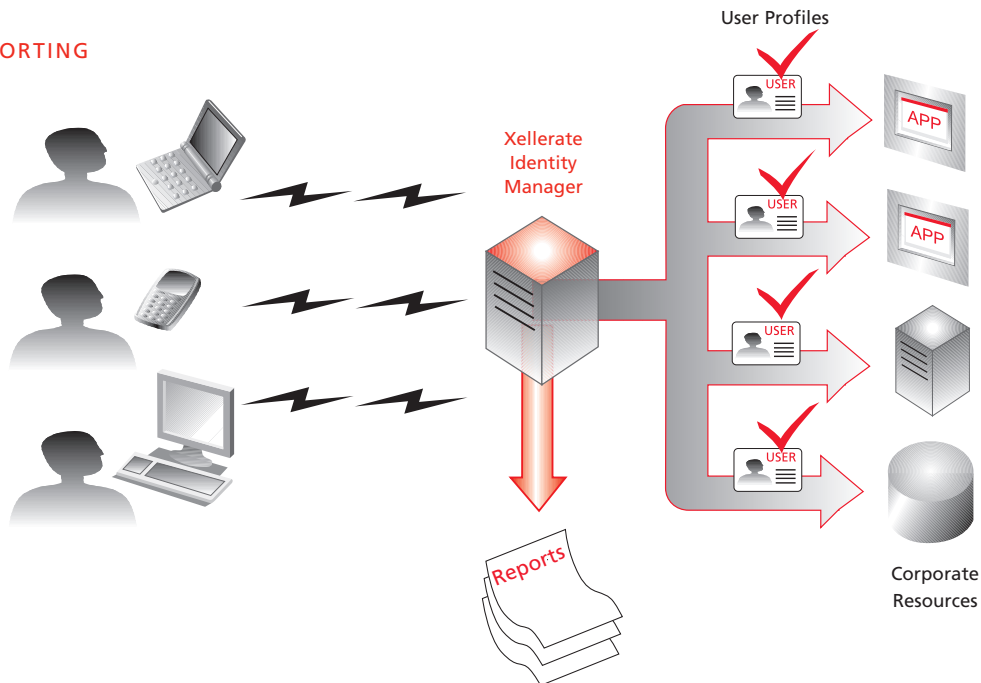 User Profiles
ORTING
USER
APP
Xellerate
Identity
Manager
USER
APP
USER
USER
Reports
Corporate
Resources